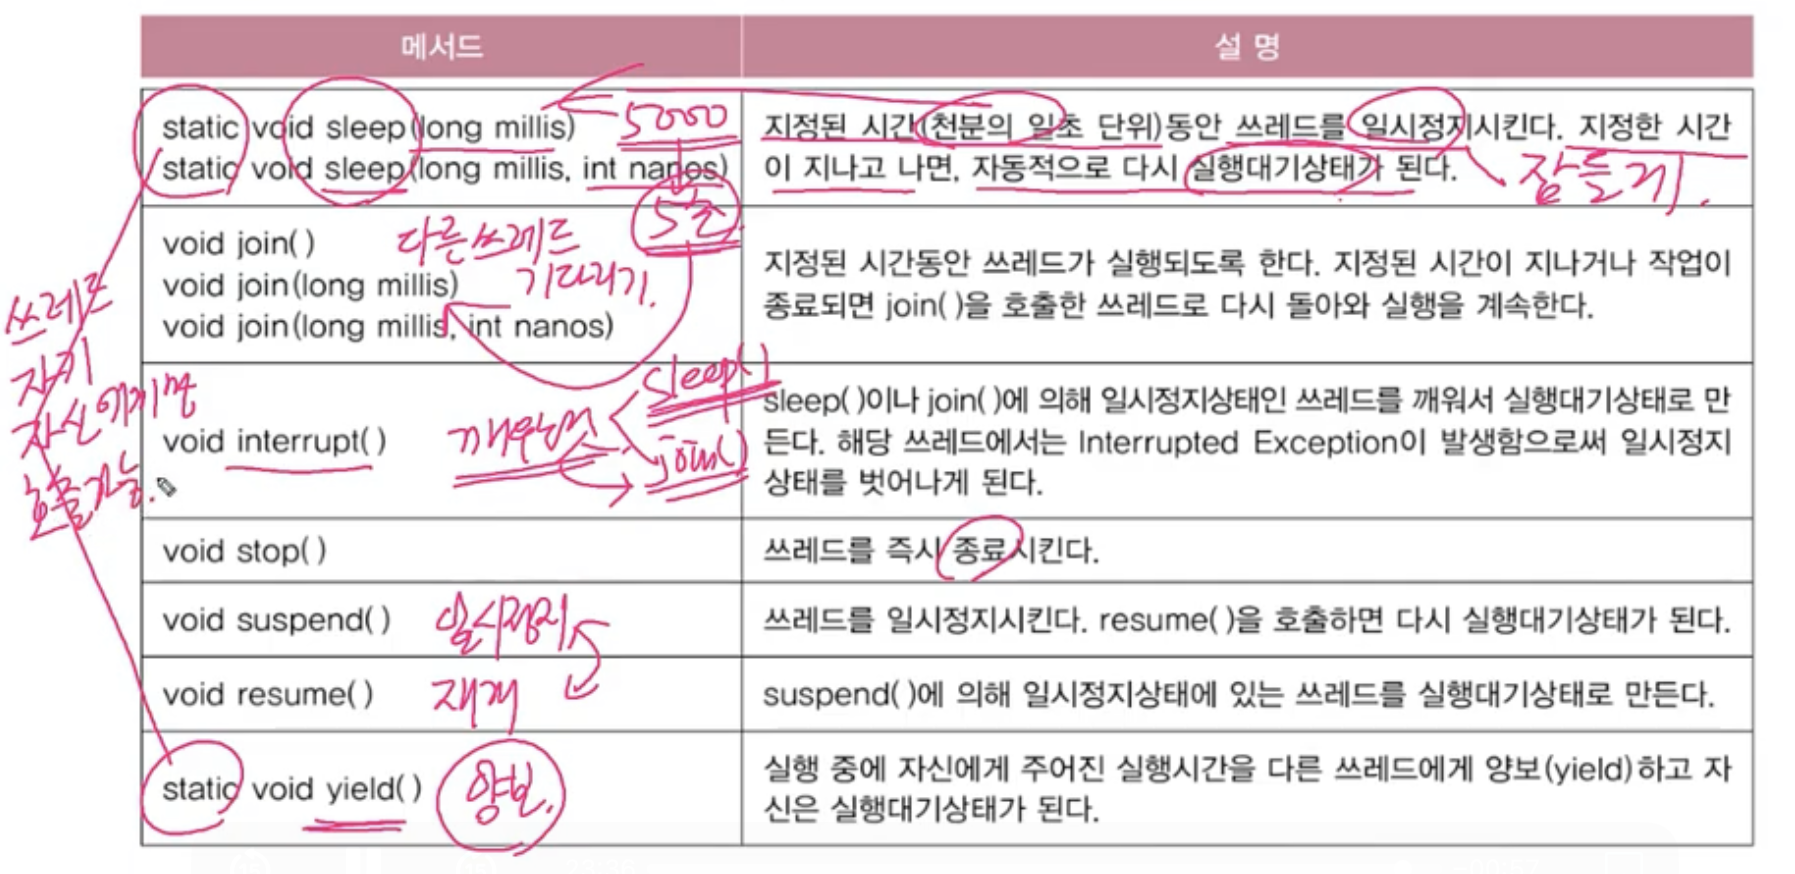 메서드
설 명
static void sleep(long millis)
static void sleep(long millis, int nanos)
5000
5초
지정된 시간(천분의 일초 단위)동안 쓰레드를 일시정지시킨다. 지정한 시간
이 지나고 나면, 자동적으로 다시 실행대기상태가 된다.
잠들게
void join( )
void join(long millis)
void join(long millis, int nanos)
다른쓰레드
기다리기.
지정된 시간동안 쓰레드가 실행되도록 한다. 지정된 시간이 지나거나 작업이
종료되면 join( )을 호출한 쓰레드로 다시 돌아와 실행을 계속한다.
쓰레드
자기
자신에게만
호출가능.
void interrupt( )
깨우는것
sleep()
join()
sleep( )이나 join( )에 의해 일시정지상태인 쓰레드를 깨워서 실행대기상태로 만
든다. 해당 쓰레드에서는 Interrupted Exception이 발생함으로써 일시정지
상태를 벗어나게 된다.
void stop( )
쓰레드를 즉시 종료시킨다.
void suspend( )
일시정지
쓰레드를 일시정지시킨다. resume( )을 호출하면 다시 실행대기상태가 된다.
void resume( )
재개
suspend( )에 의해 일시정지상태에 있는 쓰레드를 실행대기상태로 만든다.
static void yield( )
양보.
실행 중에 자신에게 주어진 실행시간을 다른 쓰레드에게 양보(yield)하고 자
신은 실행대기상태가 된다.